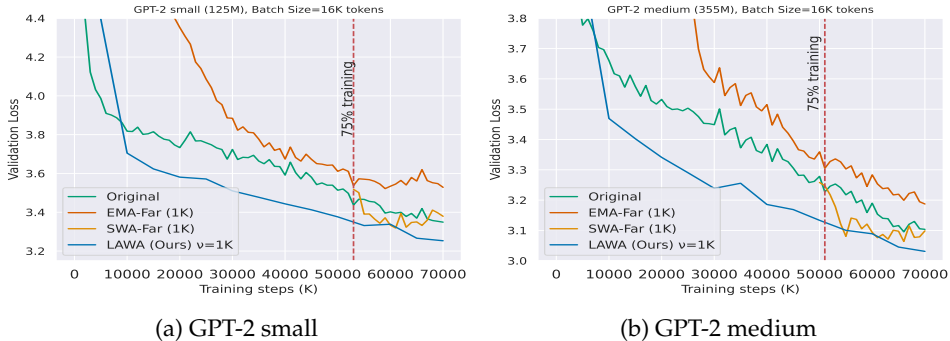 GPT-2 small (125M), Batch Size=16K tokens
4.4
4.2
4.0
3.8
3.6
3.4
3.2
Validation Loss
75% training
Original
EMA-Far (1K)
SWA-Far (1K)
LAWA (Ours) ν=1K
0 10000 20000 30000 40000 50000 60000 70000
Training steps (K)
(a) GPT-2 small
GPT-2 medium (355M), Batch Size=16K tokens
3.8
3.7
3.6
3.5
3.4
3.3
3.2
3.1
3.0
Validation Loss
75% training
Original
EMA-Far (1K)
SWA-Far (1K)
LAWA (Ours) ν=1K
0 10000 20000 30000 40000 50000 60000 70000
Training steps (K)
(b) GPT-2 medium